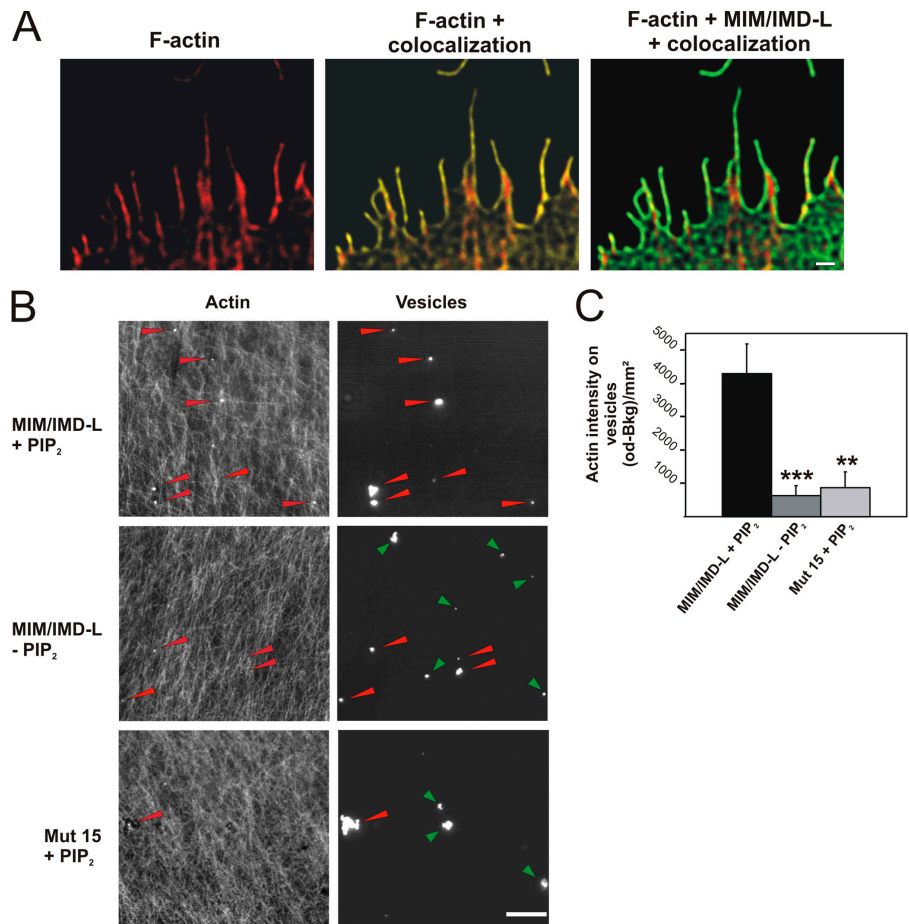 A
F-actin
F-actin +
colocalization
F-actin + MIM/IMD-L
+ colocalization
B
Actin
Vesicles
MIM/IMD-L
+ PIP₂
MIM/IMD-L
- PIP₂
Mut 15
+ PIP₂
C
Actin intensity on
vesicles
(od-Bkg)/mm²
5000
4000
3000
2000
1000
***
**
MIM/IMD-L + PIP₂
MIM/IMD-L - PIP₂
Mut 15 + PIP₂